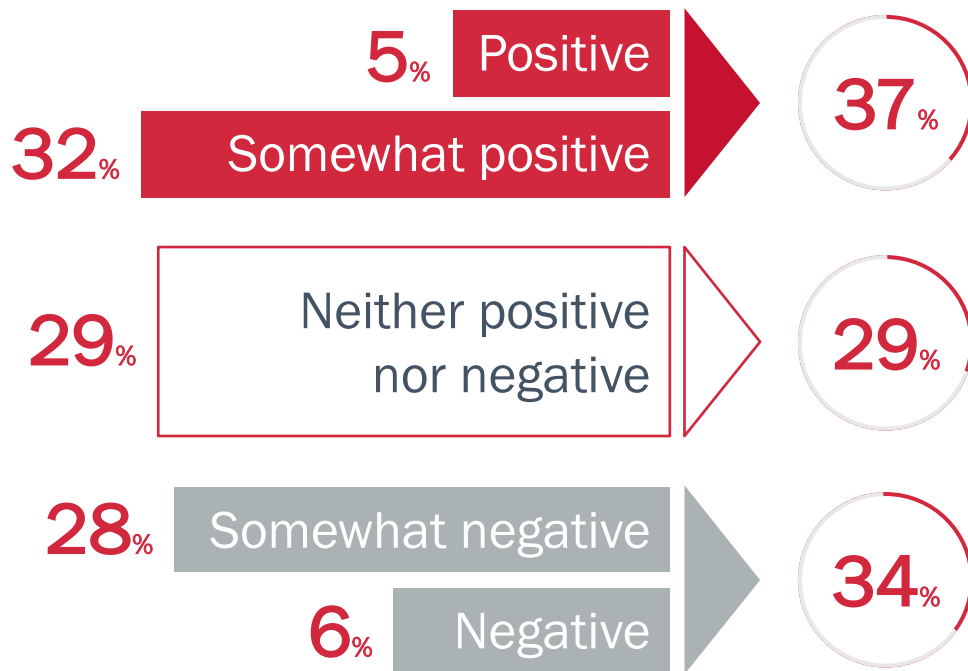 5% Positive
37%
32% Somewhat positive
29% Neither positive
nor negative
29%
28% Somewhat negative
34%
6% Negative